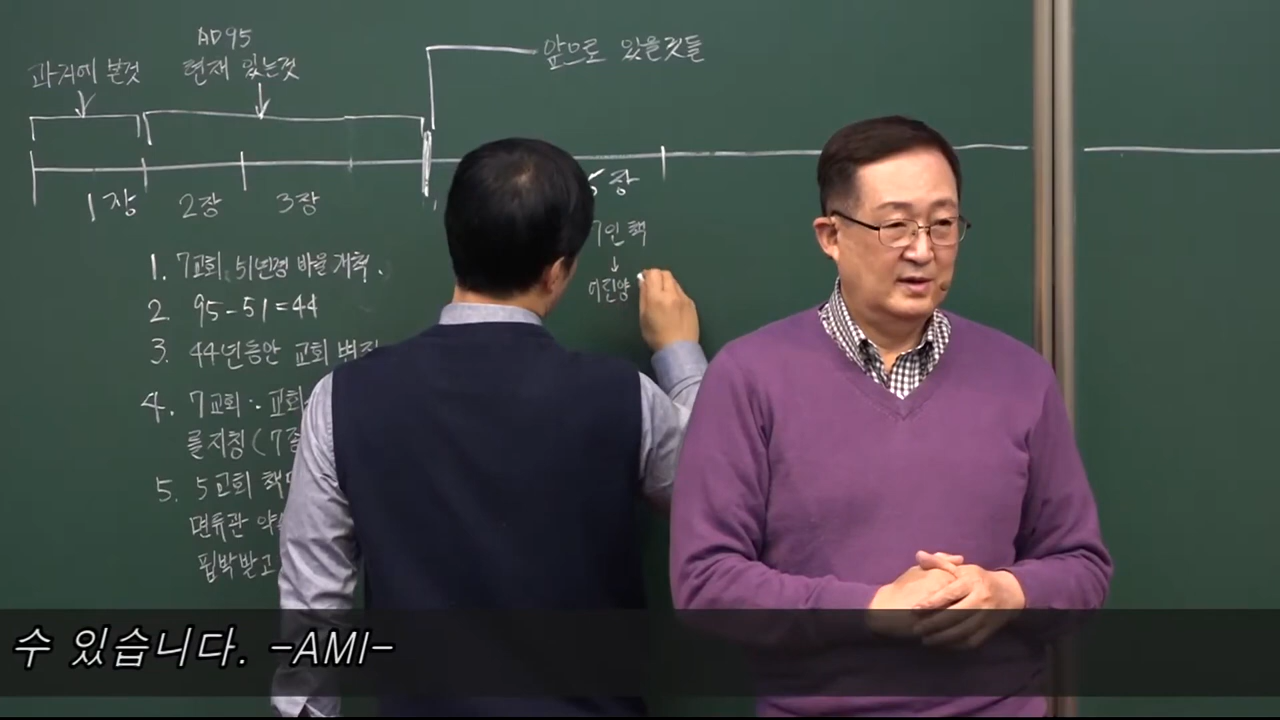 AD95
과거에 본것 현재 있는것 앞으로 있을것들
1장 2장 3장 5장
7인 책
↓
어린양
1. 7교회, 51년경 바울 개척.
2 95-51=44
3. 44년동안 교회
4. 7교회·· 교회
를 지칭 (7
5. 5교회 책
면류관 약
핍박받고
수 있습니다. -AMI-